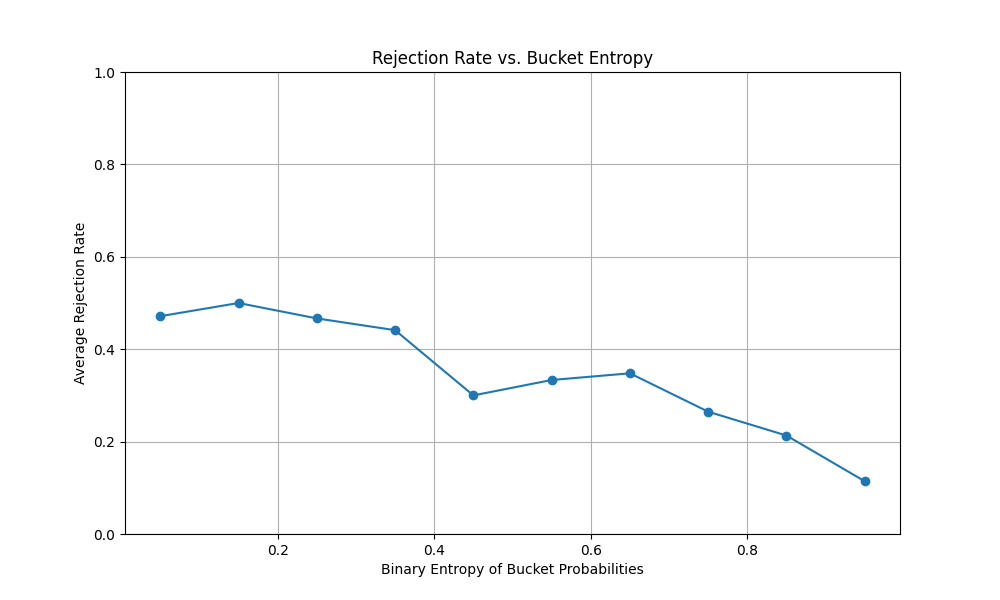 Rejection Rate vs. Bucket Entropy
1.0
0.8
0.6
0.4
0.2
0.0
Average Rejection Rate
0.2 0.4 0.6 0.8
Binary Entropy of Bucket Probabilities